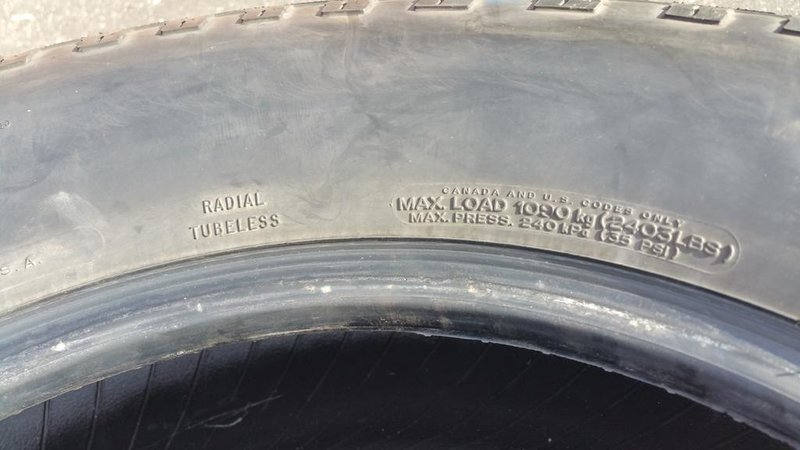 RADIAL
TUBELESS
CANADA AND U.S. CODES ONLY
MAX. LOAD 1090 kg (2403 LBS)
MAX. PRESS. 240 kPa (35 PSI)
S. A.